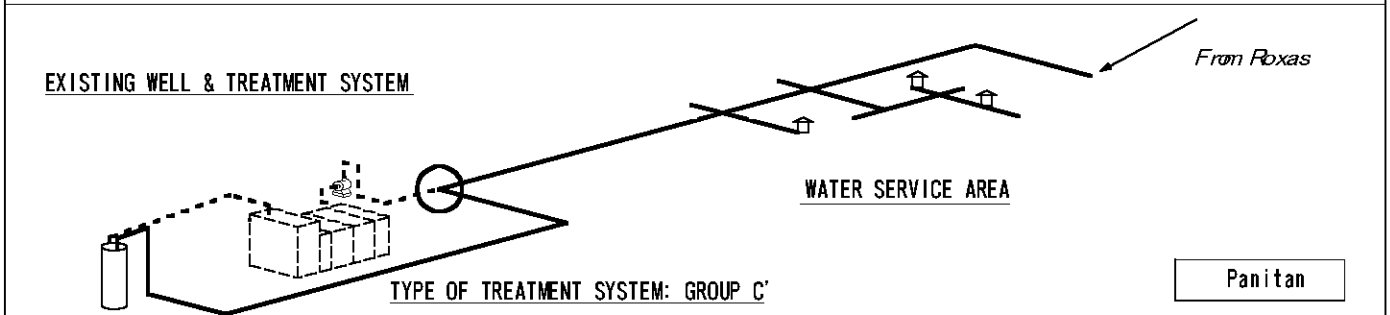 From Roxas
EXISTING WELL & TREATMENT SYSTEM
WATER SERVICE AREA
TYPE OF TREATMENT SYSTEM: GROUP C'
Panitan